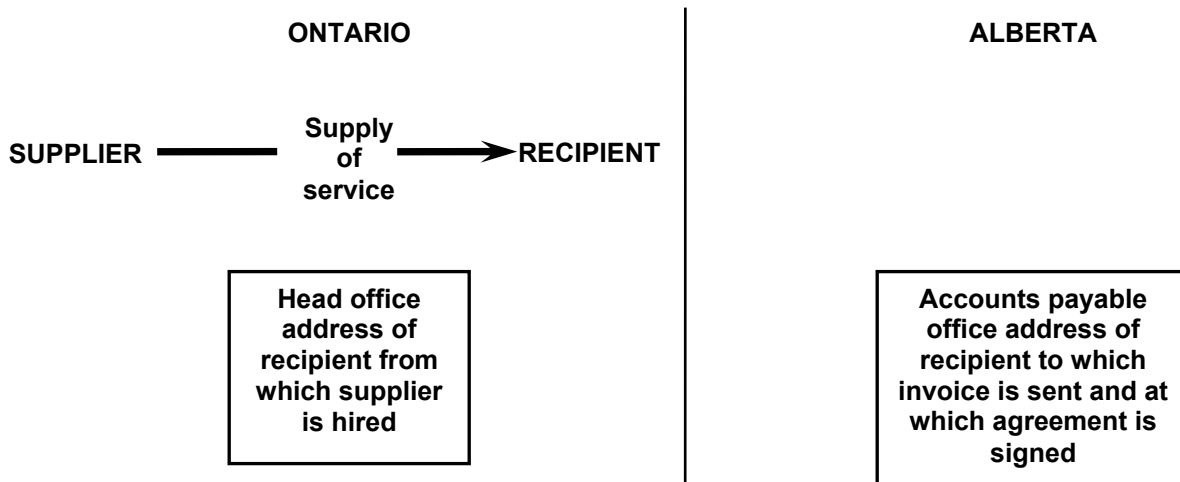 ONTARIO
ALBERTA
SUPPLIER
Supply
of
service
RECIPIENT
Head office
address of
recipient from
which supplier
is hired
Accounts payable
office address of
recipient to which
invoice is sent and at
which agreement is
signed